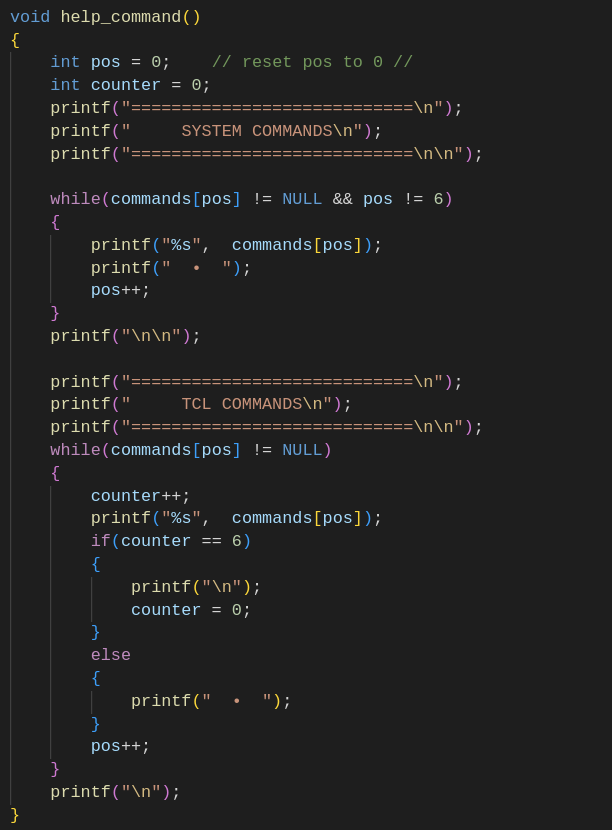 void help_command()
{
    int pos = 0;    // reset pos to 0 //
    int counter = 0;
    printf("============================\n");
    printf("     SYSTEM COMMANDS\n");
    printf("============================\n\n");

    while(commands[pos] != NULL && pos != 6)
    {
        printf("%s",  commands[pos]);
        printf("  •  ");
        pos++;
    }
    printf("\n\n");

    printf("============================\n");
    printf("     TCL COMMANDS\n");
    printf("============================\n\n");
    while(commands[pos] != NULL)
    {
        counter++;
        printf("%s",  commands[pos]);
        if(counter == 6)
        {
            printf("\n");
            counter = 0;
        }
        else
        {
            printf("  •  ");
        }
        pos++;
    }
    printf("\n");
}